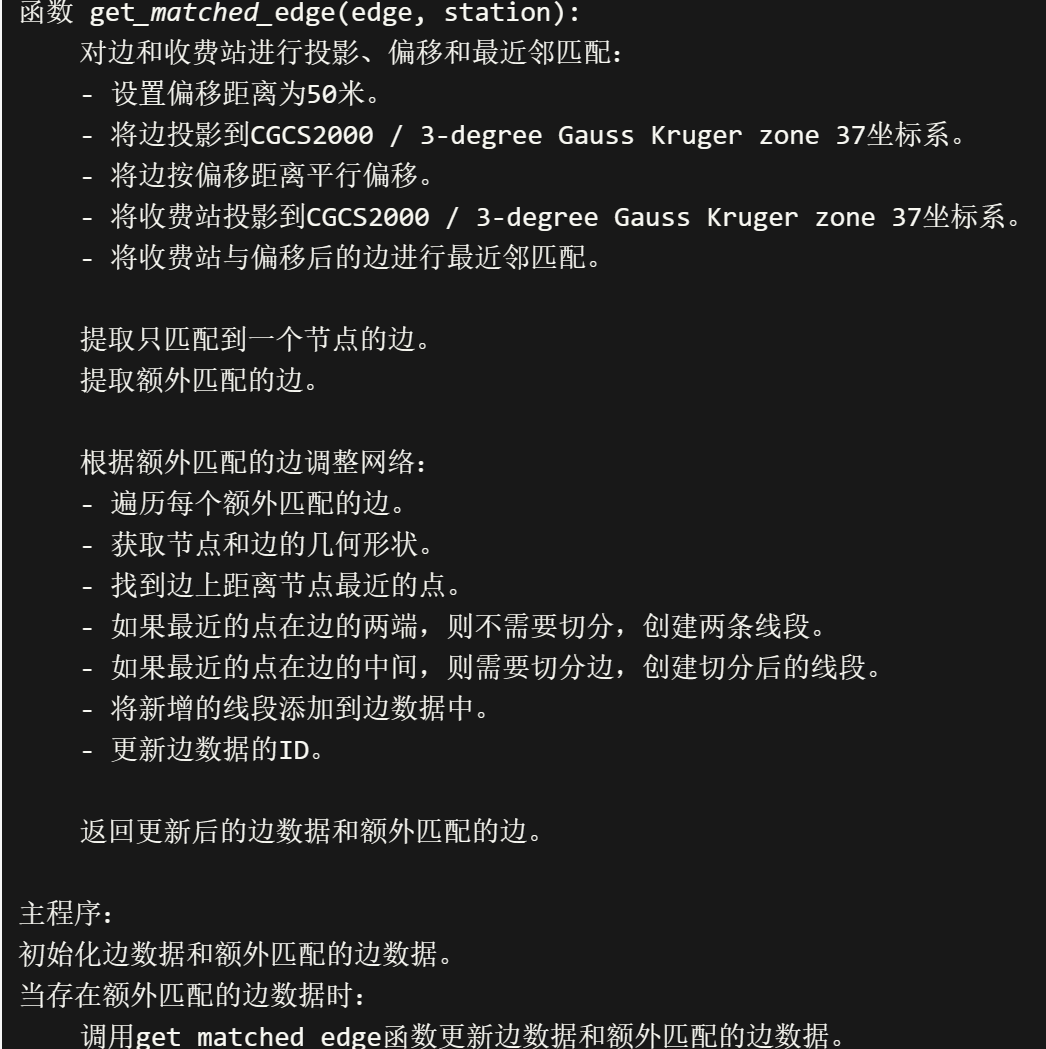 函数 get_matched_edge(edge, station):
对边和收费站进行投影、偏移和最近邻匹配：
- 设置偏移距离为50米。
- 将边投影到CGCS2000 / 3-degree Gauss Kruger zone 37坐标系。
- 将边按偏移距离平行偏移。
- 将收费站投影到CGCS2000 / 3-degree Gauss Kruger zone 37坐标系。
- 将收费站与偏移后的边进行最近邻匹配。
提取只匹配到一个节点的边。
提取额外匹配的边。
根据额外匹配的边调整网络：
- 遍历每个额外匹配的边。
- 获取节点和边的几何形状。
- 找到边上距离节点最近的点。
- 如果最近的点在边的两端，则不需要切分，创建两条线段。
- 如果最近的点在边的中间，则需要切分边，创建切分后的线段。
- 将新增的线段添加到边数据中。
- 更新边数据的ID。
返回更新后的边数据和额外匹配的边。
主程序：
初始化边数据和额外匹配的边数据。
当存在额外匹配的边数据时：
调用get_matched_edge函数更新边数据和额外匹配的边数据。